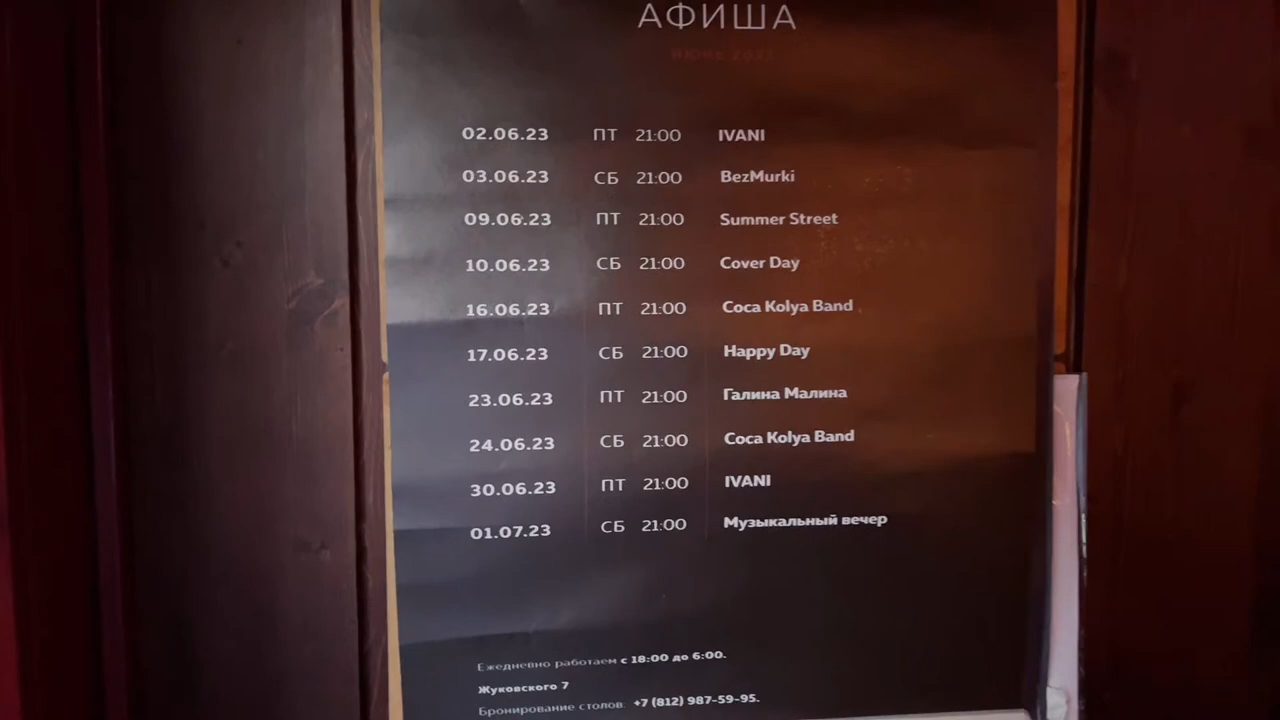 АФИША
02.06.23 ПТ 21:00 IVANI
03.06.23 СБ 21:00 BezMurki
09.06.23 ПТ 21:00 Summer Street
10.06.23 СБ 21:00 Cover Day
16.06.23 ПТ 21:00 Coca Kolya Band
17.06.23 СБ 21:00 Happy Day
23.06.23 ПТ 21:00 Галина Малина
24.06.23 СБ 21:00 Coca Kolya Band
30.06.23 ПТ 21:00 IVANI
01.07.23 СБ 21:00 Музыкальный вечер
Ежедневно работаем с 18:00 до 6:00.
Жуковского 7
Бронирование столов: +7 (812) 987-59-95.